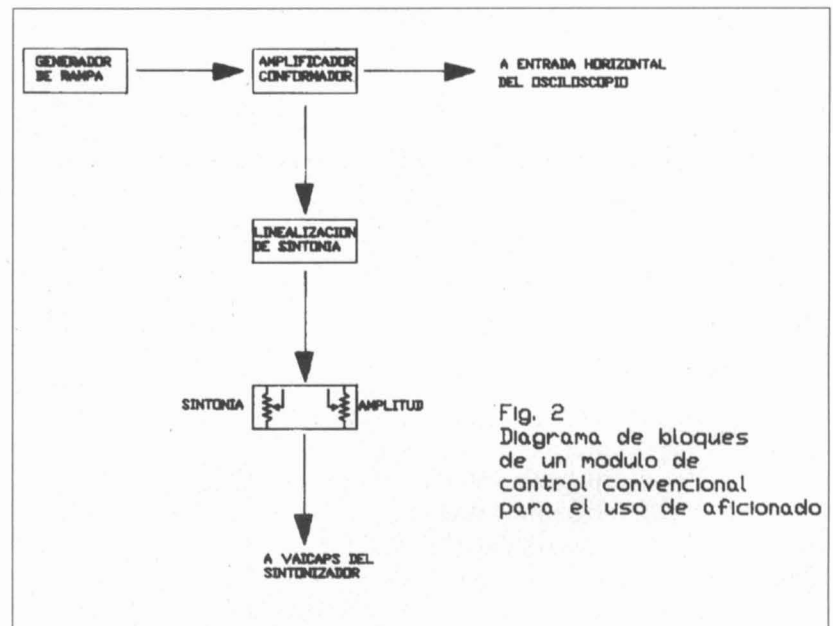 GENERADOR
DE RAMPA
AMPLIFICADOR
CONFORMADOR
A ENTRADA HORIZONTAL
DEL OSCILOSCOPIO
LINEALIZACION
DE SINTONIA
SINTONIA
AMPLITUD
Fig. 2
Diagrama de bloques
de un modulo de
control convencional
para el uso de aficionado
A VAICAPS DEL
SINTONIZADOR